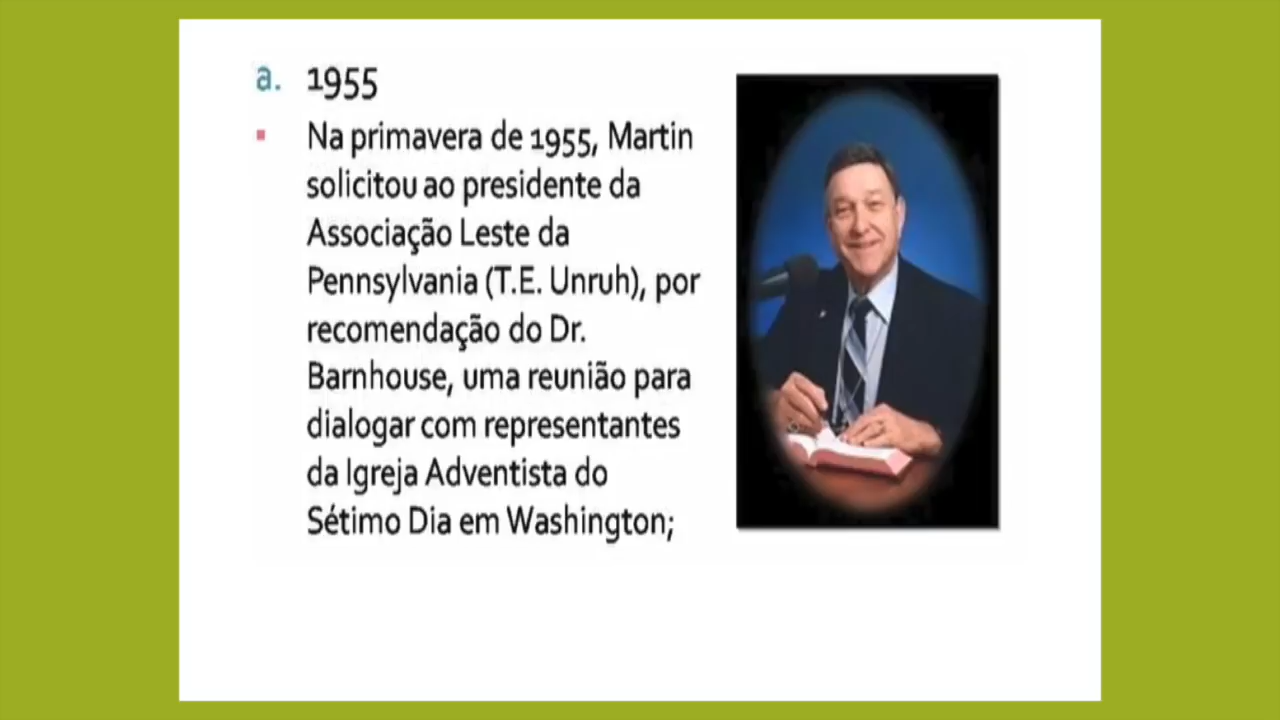 a. 1955
Na primavera de 1955, Martin
solicitou ao presidente da
Associação Leste da
Pennsylvania (T.E. Unruh), por
recomendação do Dr.
Barnhouse, uma reunião para
dialogar com representantes
da Igreja Adventista do
Sétimo Dia em Washington;